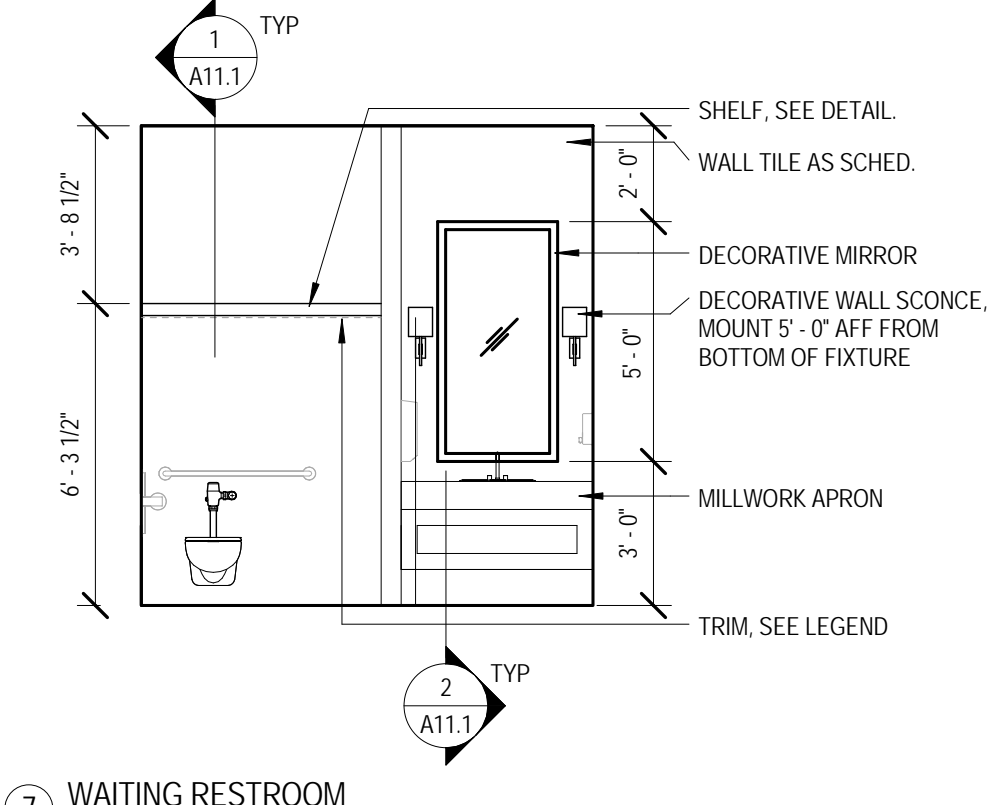 1
A11.1
TYP
SHELF, SEE DETAIL.
WALL TILE AS SCHED.
DECORATIVE MIRROR
DECORATIVE WALL SCONCE,
MOUNT 5' - 0" AFF FROM
BOTTOM OF FIXTURE
MILLWORK APRON
TRIM, SEE LEGEND
3' - 8 1/2"
6' - 3 1/2"
2' - 0"
5' - 0"
3' - 0"
2
A11.1
TYP
7
WAITING RESTROOM